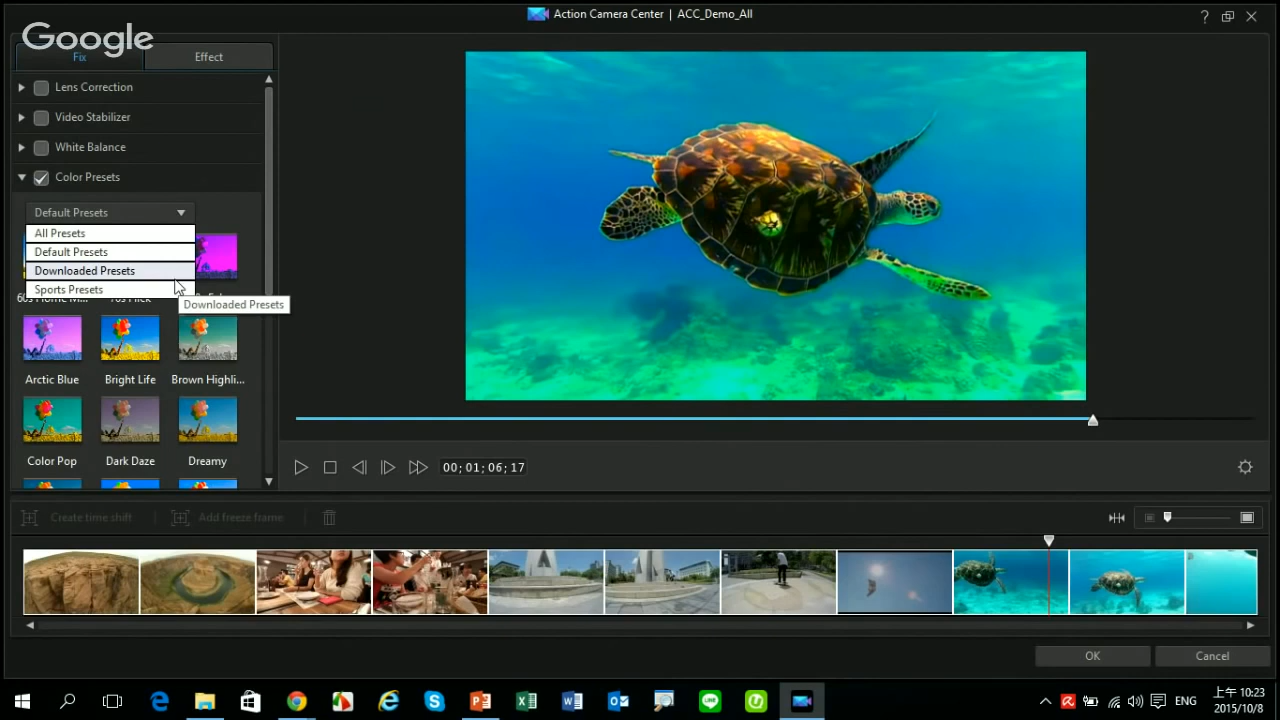 Action Camera Center | ACC_Demo_All
?
Google
Fix
Effect
Lens Correction
Video Stabilizer
White Balance
Color Presets
Default Presets
All Presets
Default Presets
Downloaded Presets
Sports Presets
Downloaded Presets
Arctic Blue
Bright Life
Brown Highli...
Color Pop
Dark Daze
Dreamy
00;01;06;17
Create time shift
Add freeze frame
OK
Cancel
ENG
上午 10:23
2015/10/8